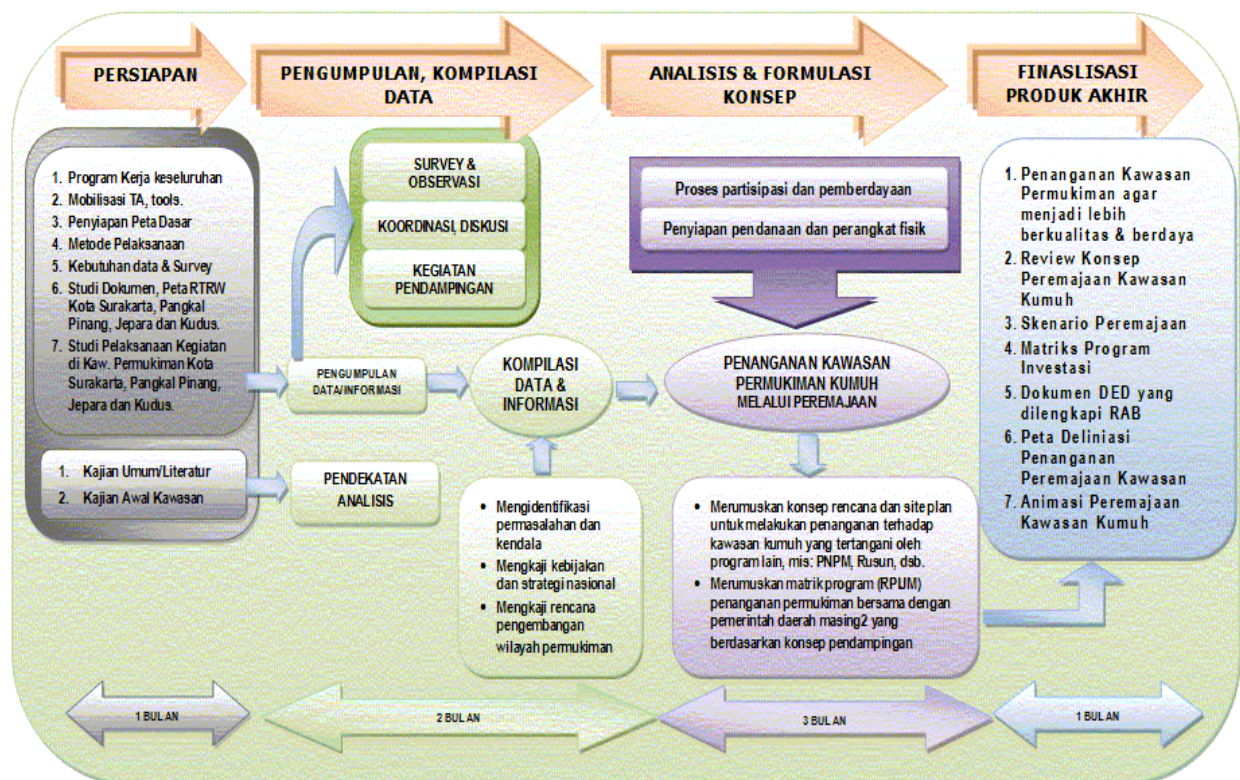 PERSIAPAN
PENGUMPULAN, KOMPILASI
DATA
ANALISIS & FORMULASI
KONSEP
FINASLISASI
PRODUK AKHIR
1. Program Kerja keseluruhan
2. Mobilisasi TA, tools.
3. Penyiapan Peta Dasar
4. Metode Pelaksanaan
5. Kebutuhan data & Survey
6. Studi Dokumen, Peta RTRW
Kota Surakarta, Pangkal
Pinang, Jepara dan Kudus.
7. Studi Pelaksanaan Kegiatan
di Kaw. Permukiman Kota
Surakarta, Pangkal Pinang,
Jepara dan Kudus.
1. Kajian Umum/Literatur
2. Kajian Awal Kawasan
SURVEY &
OBSERVASI
KOORDINASI, DISKUSI
KEGIATAN
PENDAMPINGAN
PENGUMPULAN
DATA/INFORMASI
PENDEKATAN
ANALISIS
KOMPILASI
DATA &
INFORMASI
• Mengidentifikasi
permasalahan dan
kendala
• Mengkaji kebijakan
dan strategi nasional
• Mengkaji rencana
pengembangan
wilayah permukiman
Proses partisipasi dan pemberdayaan
Penyiapan pendanaan dan perangkat fisik
PENANGANAN KAWASAN
PERMUKIMAN KUMUH
MELALUI PEREMAJAAN
• Merumuskan konsep rencana dan site plan
untuk melakukan penanganan terhadap
kawasan kumuh yang tertangani oleh
program lain, mis: PNPM, Rusun, dsb.
• Merumuskan matrik program (RPIJM)
penanganan permukiman bersama dengan
pemerintah daerah masing2 yang
berdasarkan konsep pendampingan
1. Penanganan Kawasan
Permukiman agar
menjadi lebih
berkualitas & berdaya
2. Review Konsep
Peremajaan Kawasan
Kumuh
3. Skenario Peremajaan
4. Matriks Program
Investasi
5. Dokumen DED yang
dilengkapi RAB
6. Peta Deliniasi
Penanganan
Peremajaan Kawasan
7. Animasi Peremajaan
Kawasan Kumuh
1 BULAN
2 BULAN
3 BULAN
1 BULAN